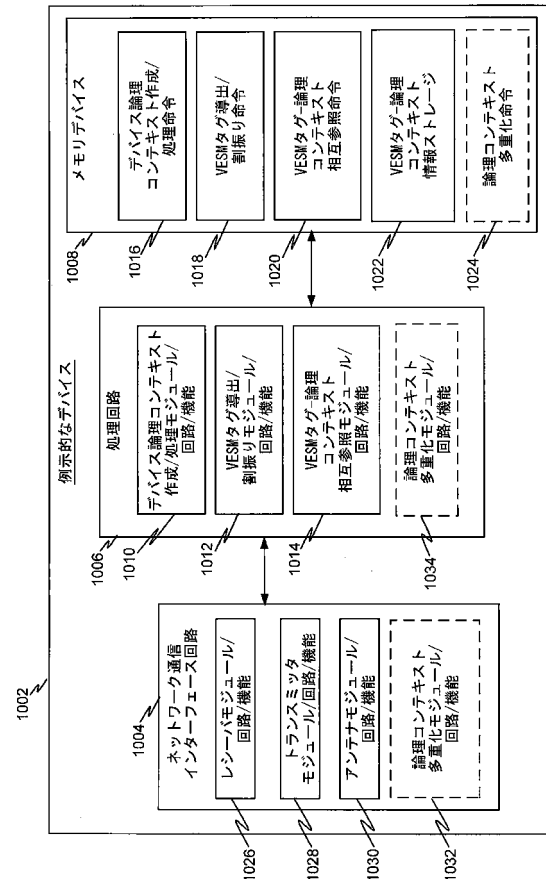 例示的なデバイス
1002
ネットワーク通信
インターフェース回路
1004
レシーバモジュール/
回路/機能
1026
トランスミッタ
モジュール/回路/機能
1028
アンテナモジュール/
回路/機能
1030
論理コンテキスト
多重化モジュール/
回路/機能
1032
処理回路
1006
デバイス論理コンテキスト
作成/処理モジュール/
回路/機能
1010
VESMタグ導出/
割振りモジュール/
回路/機能
1012
VESMタグ-論理
コンテキスト
相互参照モジュール/
回路/機能
1014
論理コンテキスト
多重化モジュール/
回路/機能
1034
メモリデバイス
1008
デバイス論理
コンテキスト作成/
処理命令
1016
VESMタグ導出/
割振り命令
1018
VESMタグ-論理
コンテキスト
相互参照命令
1020
VESMタグ-論理
コンテキスト
情報ストレージ
1022
論理コンテキスト
多重化命令
1024